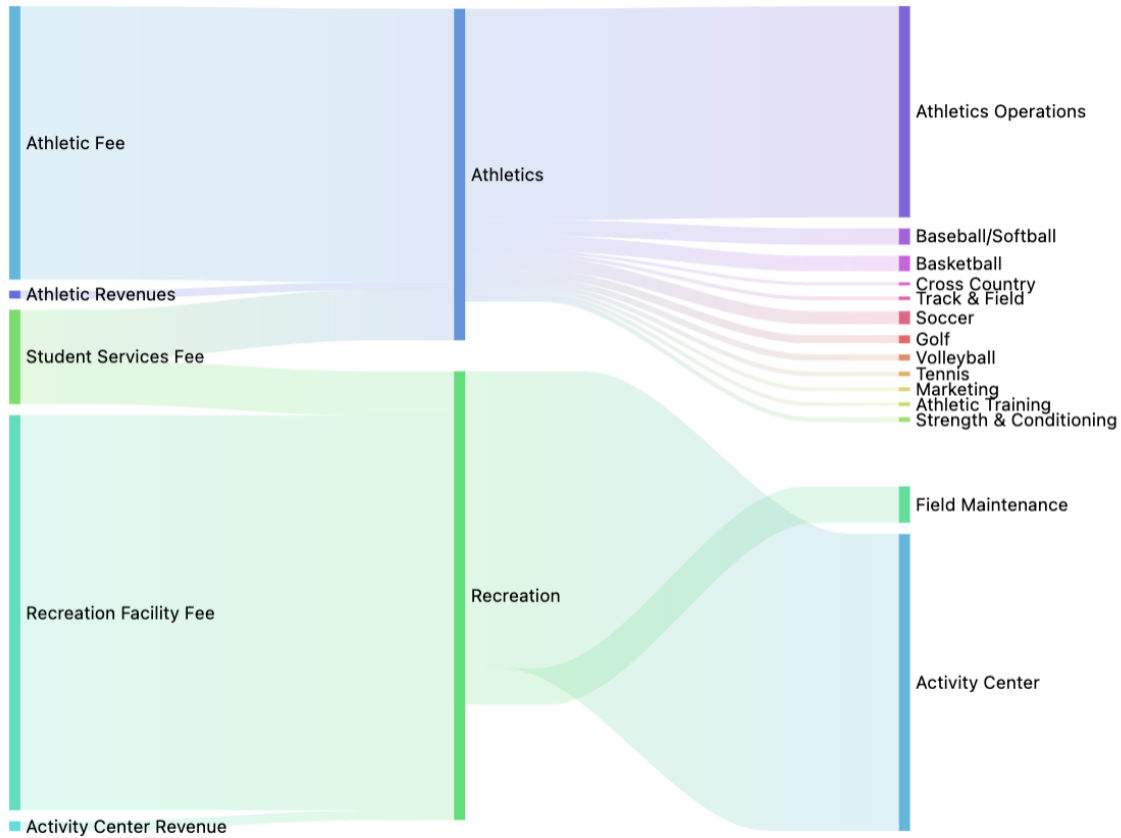 Athletic Fee
Athletic Revenues
Student Services Fee
Recreation Facility Fee
Activity Center Revenue
Athletics
Recreation
Athletics Operations
Baseball/Softball
Basketball
Cross Country
Track & Field
Soccer
Golf
Volleyball
Tennis
Marketing
Athletic Training
Strength & Conditioning
Field Maintenance
Activity Center